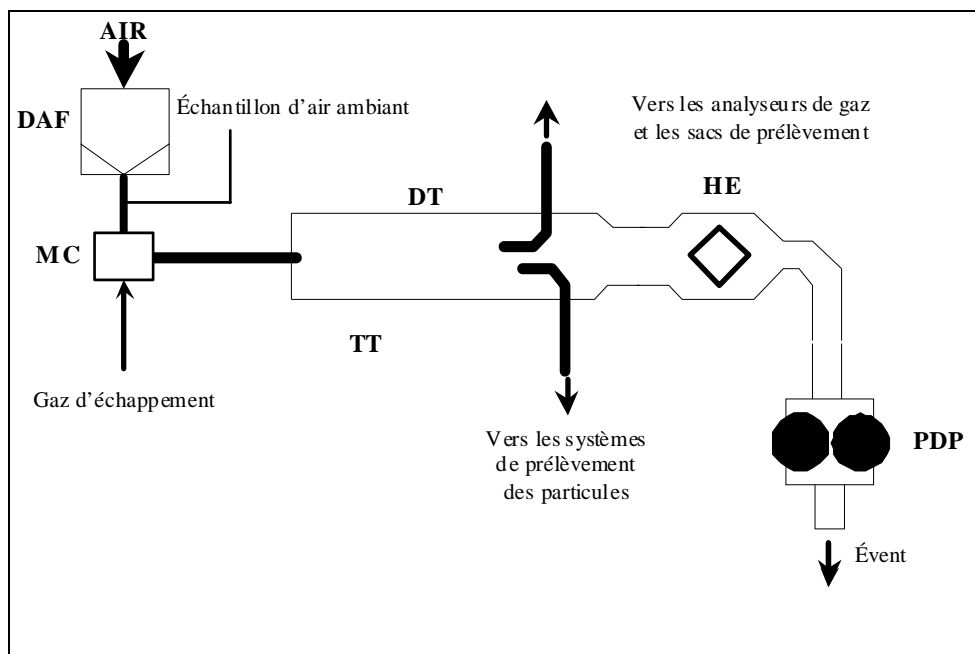 AIR
DAF
Échantillon d'air ambiant
Vers les analyseurs de gaz
et les sacs de prélèvement
DT
HE
MC
TT
Gaz d'échappement
Vers les systèmes
de prélèvement
des particules
PDP
Évent